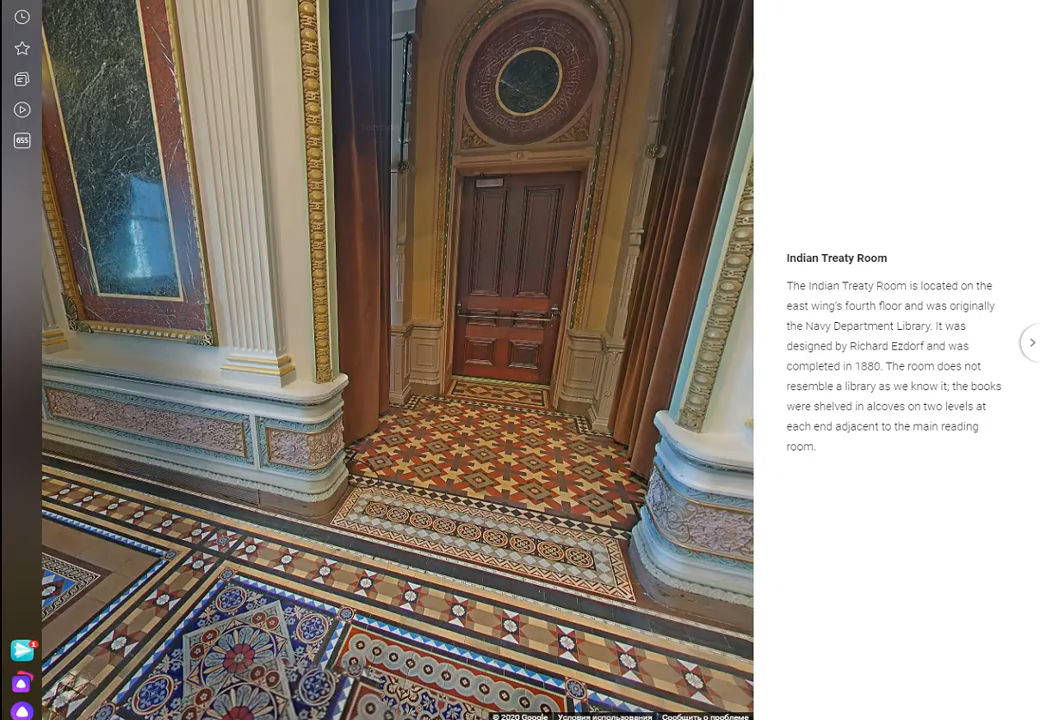 655
1
Indian Treaty Room
The Indian Treaty Room is located on the
east wing's fourth floor and was originally
the Navy Department Library. It was
designed by Richard Ezdorf and was
completed in 1880. The room does not
resemble a library as we know it; the books
were shelved in alcoves on two levels at
each end adjacent to the main reading
room.
© 2020 Google Условия использования Сообщить о проблеме